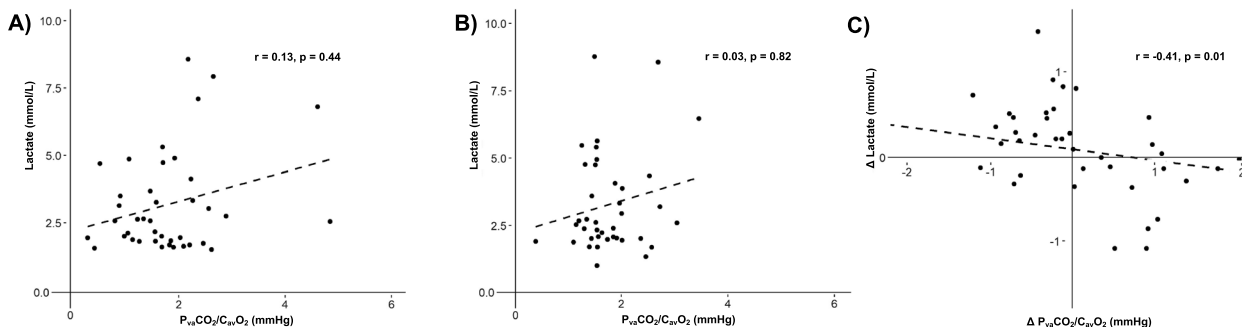 A)
10.0
7.5
5.0
2.5
0.0
0
2
4
6
Lactate (mmol/L)
r = 0.13, p = 0.44
PvaCO2/CavO2 (mmHg)
B)
10.0
7.5
5.0
2.5
0.0
0
2
4
6
Lactate (mmol/L)
r = 0.03, p = 0.82
PvaCO2/CavO2 (mmHg)
C)
r = -0.41, p = 0.01
1
0
-1
-2
-1
1
2
Δ Lactate (mmol/L)
Δ PvaCO2/CavO2 (mmHg)